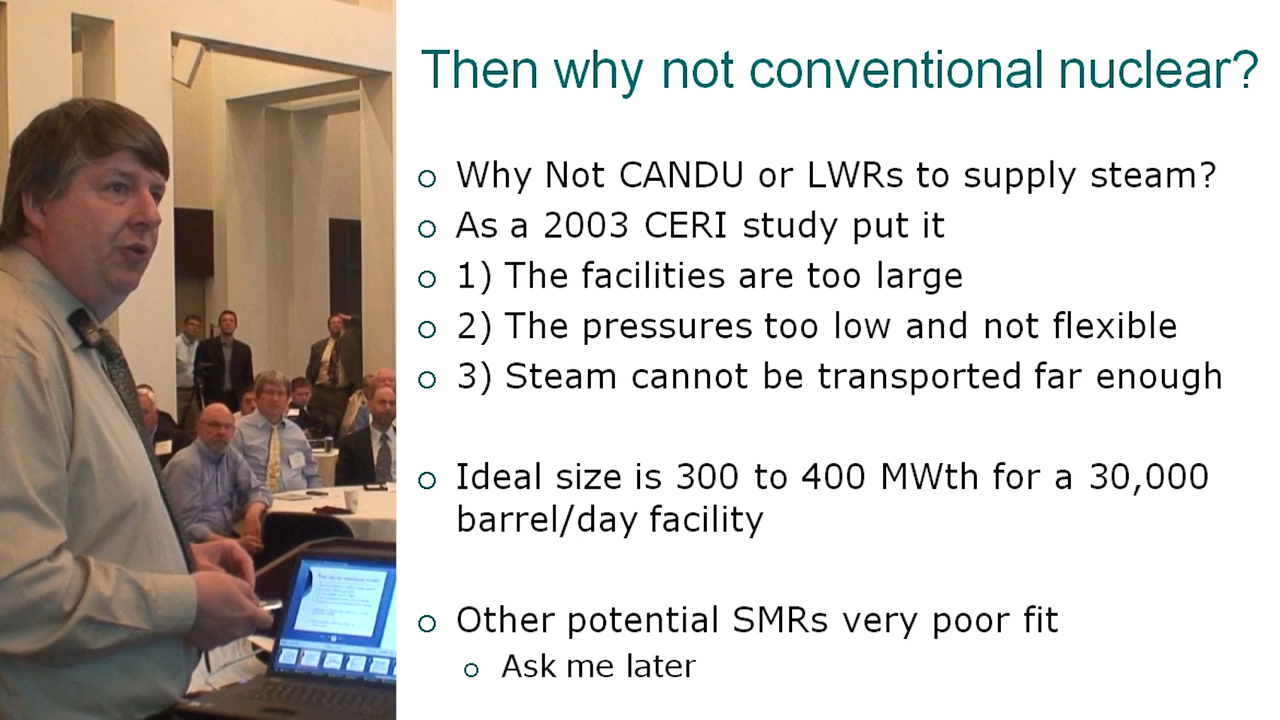 Then why not conventional nuclear?
Why Not CANDU or LWRs to supply steam?
As a 2003 CERI study put it
1) The facilities are too large
2) The pressures too low and not flexible
3) Steam cannot be transported far enough
Ideal size is 300 to 400 MWth for a 30,000
barrel/day facility
Other potential SMRs very poor fit
Ask me later